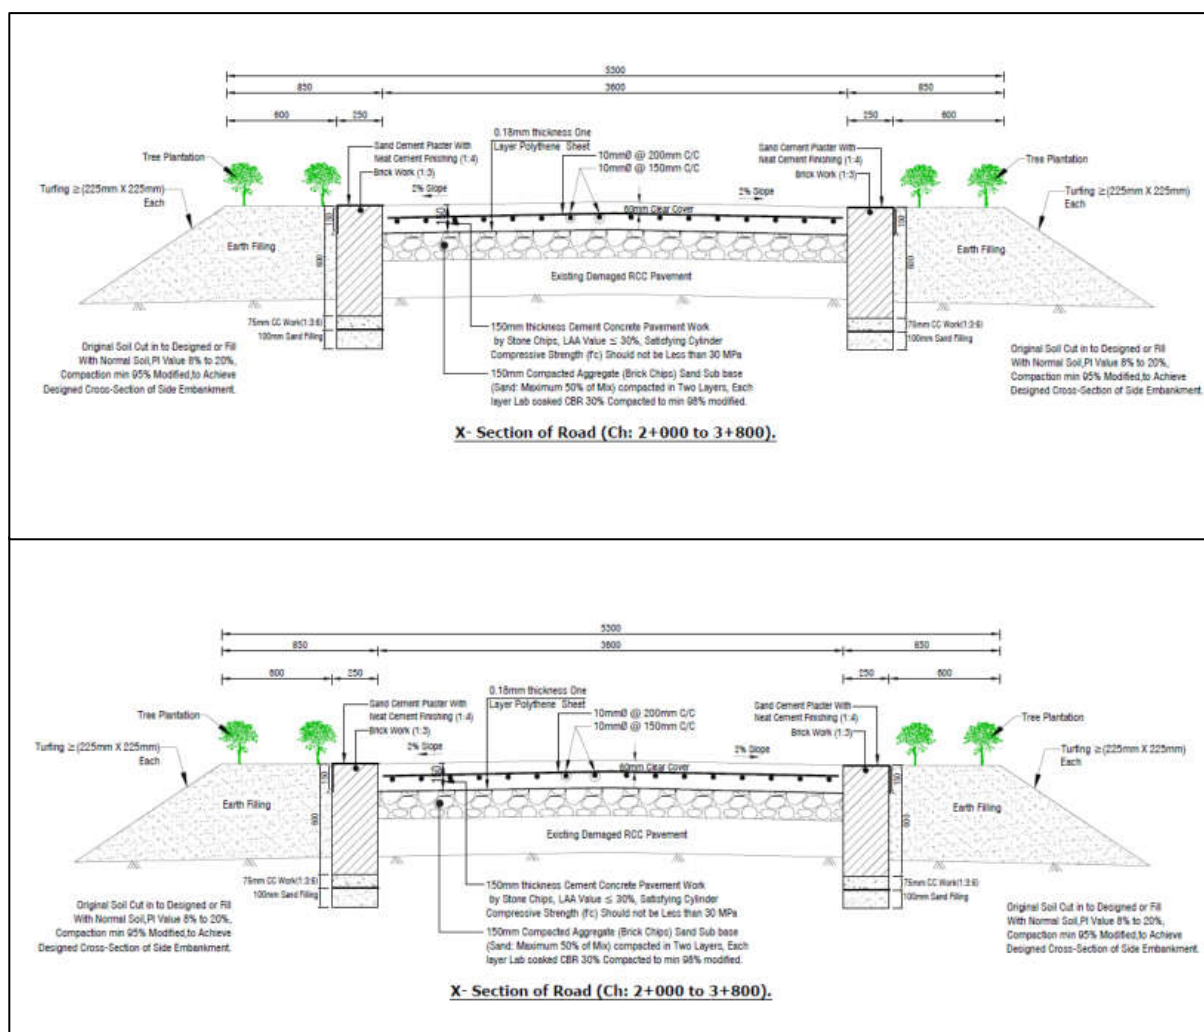 5300
850
3600
850
600
250
250
600
Sand Cement Plaster With
Neat Cement Finishing (1:4)
Brick Work (1:3)
0.18mm thickness One
Layer Polythene Sheet
10mmØ @ 200mm C/C
10mmØ @ 150mm C/C
Sand Cement Plaster With
Neat Cement Finishing (1:4)
Brick Work (1:3)
Tree Plantation
Tree Plantation
Turfing ≥(225mm X 225mm)
Each
Turfing ≥(225mm X 225mm)
Each
2% Slope
2% Slope
60mm Clear Cover
150
150
150
Earth Filling
Earth Filling
600
600
Existing Damaged RCC Pavement
75mm CC Work(1:3:6)
100mm Sand Filling
75mm CC Work(1:3:6)
100mm Sand Filling
150mm thickness Cement Concrete Pavement Work
by Stone Chips, LAA Value ≤ 30%, Satisfying Cylinder
Compressive Strength (f'c) Should not be Less than 30 MPa
Original Soil Cut in to Designed or Fill
With Normal Soil,PI Value 8% to 20%,
Compaction min 95% Modified,to Achieve
Designed Cross-Section of Side Embankment.
Original Soil Cut in to Designed or Fill
With Normal Soil,PI Value 8% to 20%,
Compaction min 95% Modified,to Achieve
Designed Cross-Section of Side Embankment.
150mm Compacted Aggregate (Brick Chips) Sand Sub base
(Sand: Maximum 50% of Mix) compacted in Two Layers, Each
layer Lab soaked CBR 30% Compacted to min 98% modified.
X- Section of Road (Ch: 2+000 to 3+800).
5300
850
3600
850
600
250
250
600
Sand Cement Plaster With
Neat Cement Finishing (1:4)
Brick Work (1:3)
0.18mm thickness One
Layer Polythene Sheet
10mmØ @ 200mm C/C
10mmØ @ 150mm C/C
Sand Cement Plaster With
Neat Cement Finishing (1:4)
Brick Work (1:3)
Tree Plantation
Tree Plantation
Turfing ≥(225mm X 225mm)
Each
Turfing ≥(225mm X 225mm)
Each
2% Slope
2% Slope
60mm Clear Cover
150
150
150
Earth Filling
Earth Filling
600
600
Existing Damaged RCC Pavement
75mm CC Work(1:3:6)
100mm Sand Filling
75mm CC Work(1:3:6)
100mm Sand Filling
150mm thickness Cement Concrete Pavement Work
by Stone Chips, LAA Value ≤ 30%, Satisfying Cylinder
Compressive Strength (f'c) Should not be Less than 30 MPa
Original Soil Cut in to Designed or Fill
With Normal Soil,PI Value 8% to 20%,
Compaction min 95% Modified,to Achieve
Designed Cross-Section of Side Embankment.
Original Soil Cut in to Designed or Fill
With Normal Soil,PI Value 8% to 20%,
Compaction min 95% Modified,to Achieve
Designed Cross-Section of Side Embankment.
150mm Compacted Aggregate (Brick Chips) Sand Sub base
(Sand: Maximum 50% of Mix) compacted in Two Layers, Each
layer Lab soaked CBR 30% Compacted to min 98% modified.
X- Section of Road (Ch: 2+000 to 3+800).